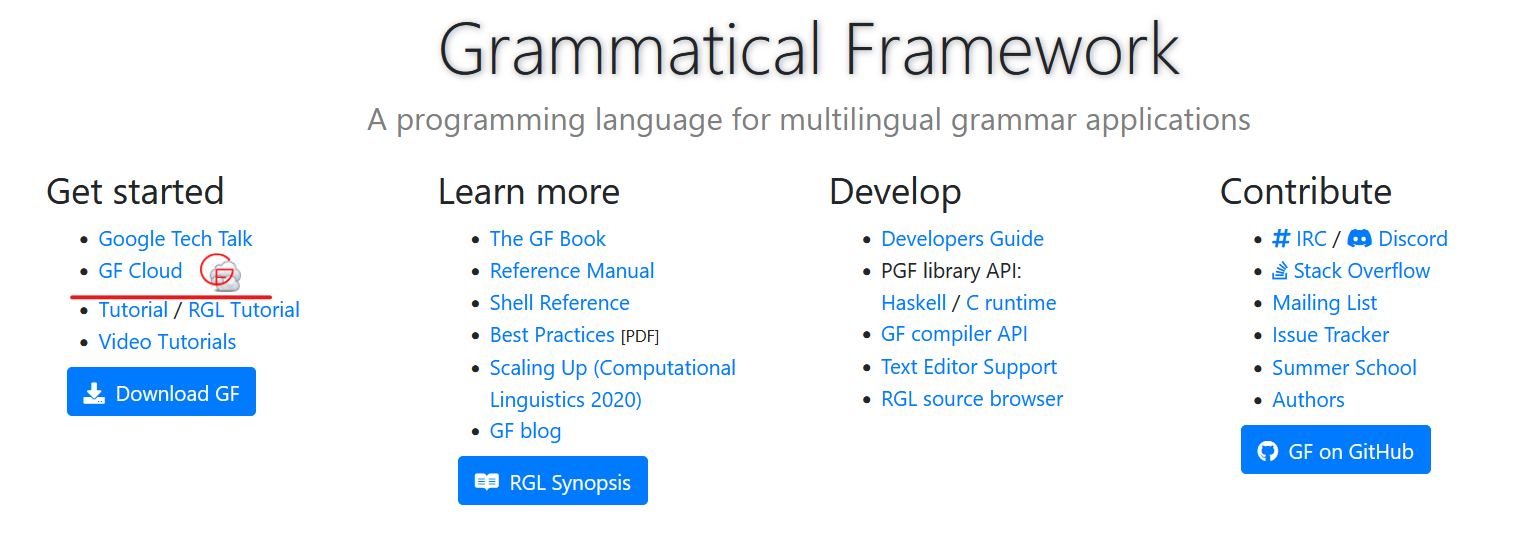 Grammatical Framework
A programming language for multilingual grammar applications
Get started
Google Tech Talk
GF Cloud
Tutorial / RGL Tutorial
Video Tutorials
Download GF
Learn more
The GF Book
Reference Manual
Shell Reference
Best Practices [PDF]
Scaling Up (Computational
Linguistics 2020)
GF blog
RGL Synopsis
Develop
Developers Guide
PGF library API:
Haskell / C runtime
GF compiler API
Text Editor Support
RGL source browser
Contribute
# IRC / Discord
Stack Overflow
Mailing List
Issue Tracker
Summer School
Authors
GF on GitHub